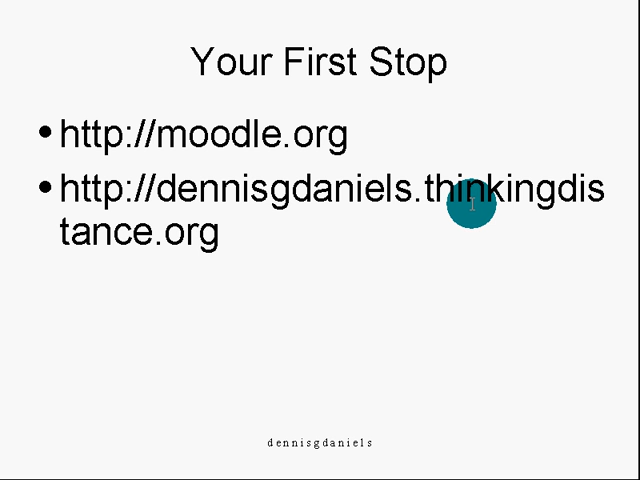 Your First Stop
• http://moodle.org
• http://dennisgdaniels.thinkingdis
tance.org
dennisgdaniels